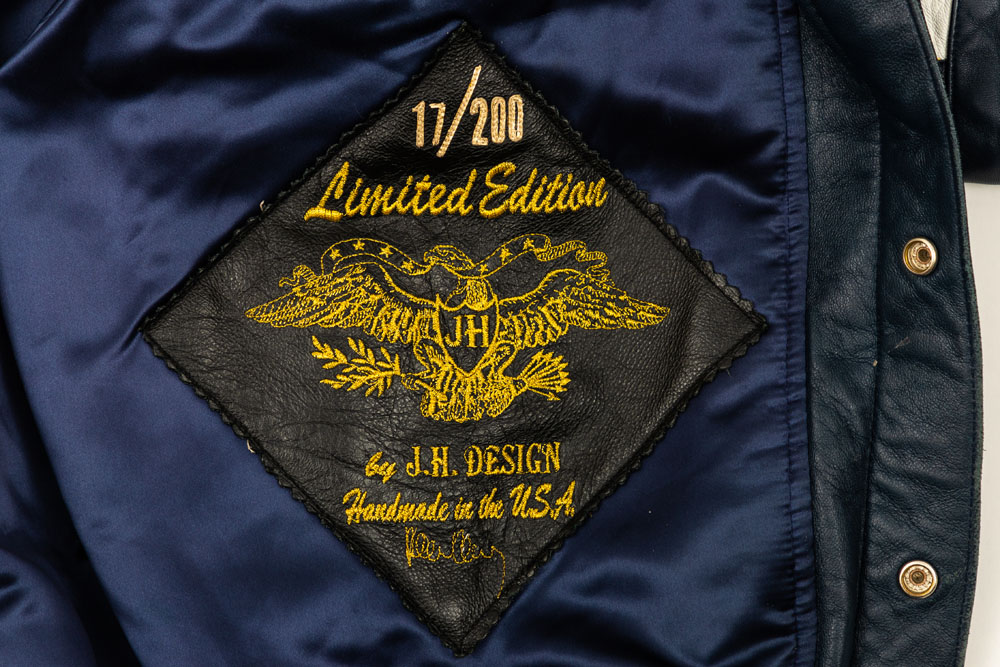 17/200
Limited Edition
JH
by J.H. DESIGN
Handmade in the U.S.A.